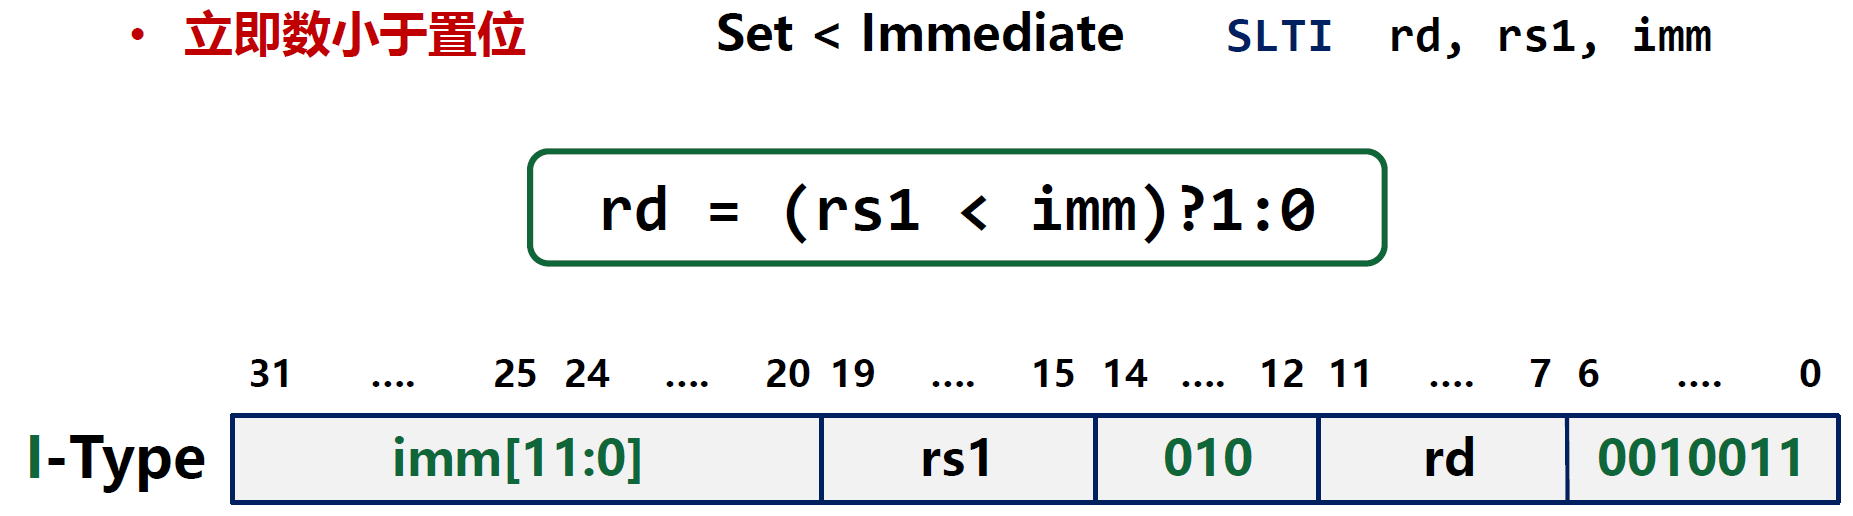 • 立即数小于置位 Set < Immediate SLTI rd, rs1, imm
rd = (rs1 < imm)?1:0
31 .... 25 24 .... 20 19 .... 15 14 .... 12 11 .... 7 6 .... 0
I-Type imm[11:0] rs1 010 rd 0010011